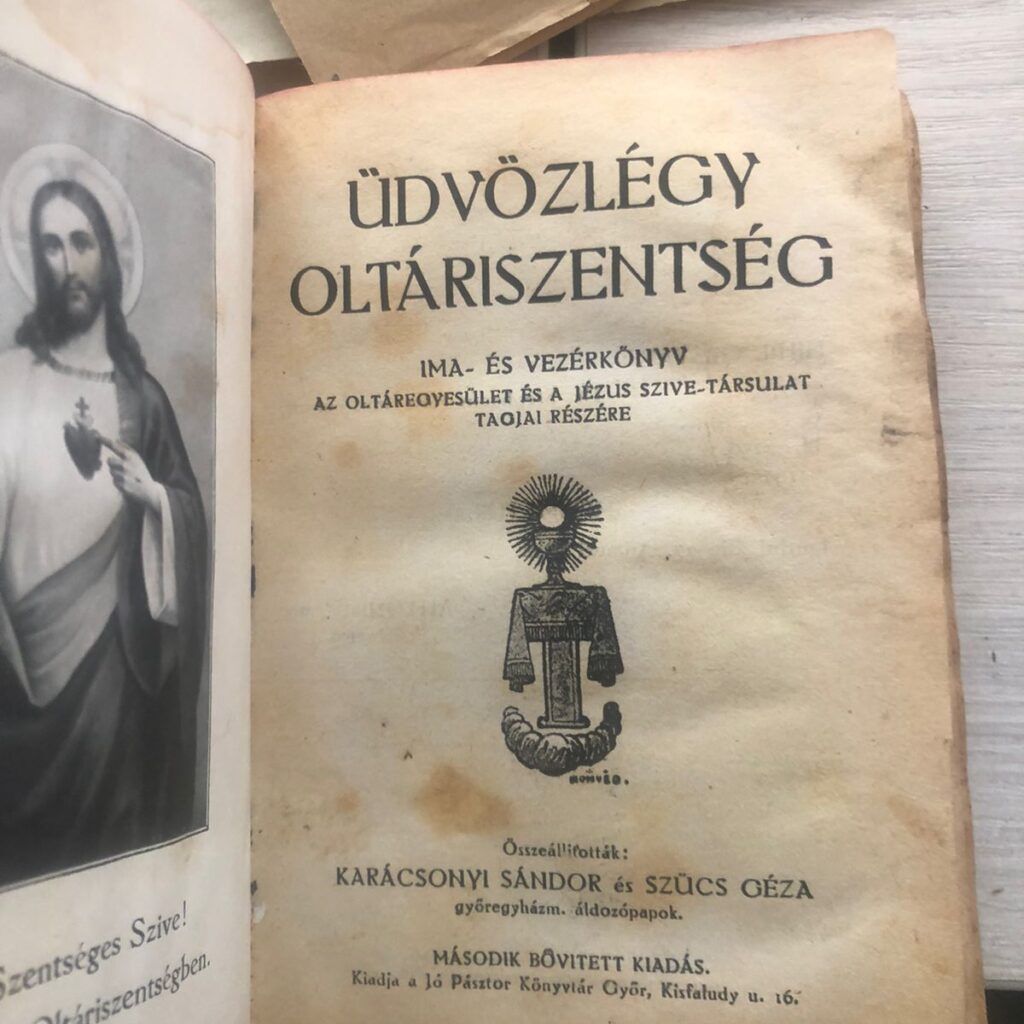 Szentséges Szive!
Oltáriszentségben.
ÜDVÖZLÉGY
OLTÁRISZENTSÉG
IMA- ÉS VEZÉRKÖNYV
AZ OLTÁREGYESÜLET ÉS A JÉZUS SZIVE-TÁRSULAT
TAGJAI RÉSZÉRE
Összeállították:
KARÁCSONYI SÁNDOR és SZÜCS GÉZA
győregyházm. áldozópapok.
MÁSODIK BŐVITETT KIADÁS.
Kiadja a Jó Pásztor Könyvtár Győr, Kisfaludy u. 16.